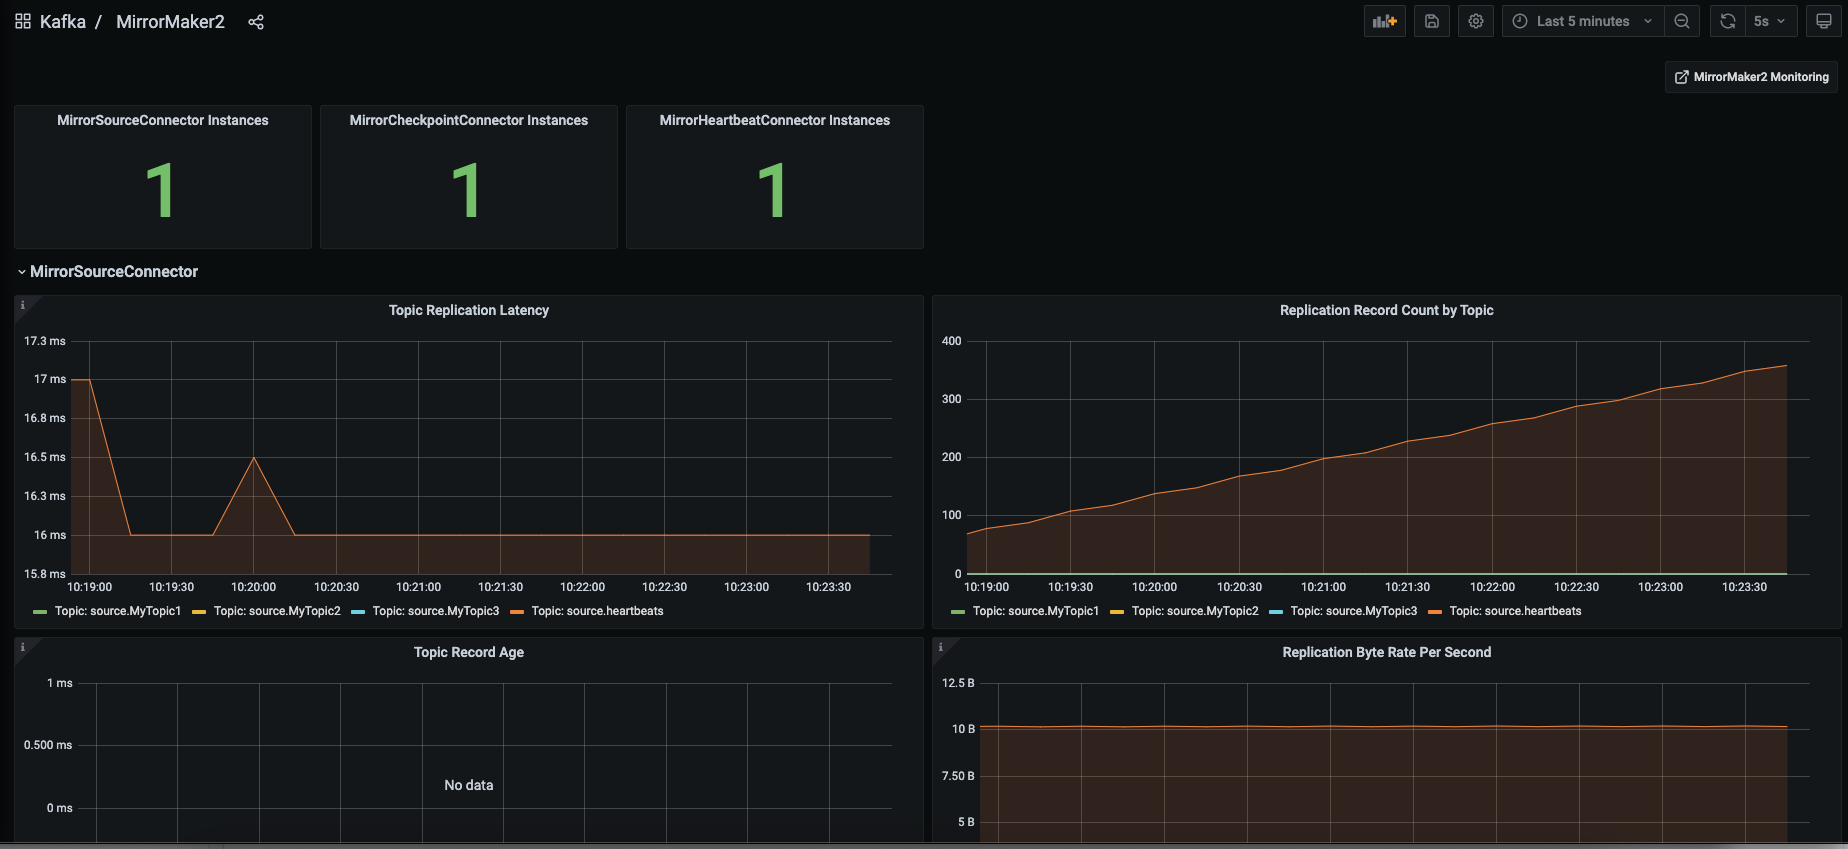 Kafka / MirrorMaker2
Last 5 minutes
5s
MirrorMaker2 Monitoring
MirrorSourceConnector Instances
1
MirrorCheckpointConnector Instances
1
MirrorHeartbeatConnector Instances
1
MirrorSourceConnector
i
Topic Replication Latency
17.3 ms
17 ms
16.8 ms
16.5 ms
16.3 ms
16 ms
15.8 ms
10:19:00 10:19:30 10:20:00 10:20:30 10:21:00 10:21:30 10:22:00 10:22:30 10:23:00 10:23:30
Topic: source.MyTopic1 Topic: source.MyTopic2 Topic: source.MyTopic3 Topic: source.heartbeats
Replication Record Count by Topic
400
300
200
100
0
10:19:00 10:19:30 10:20:00 10:20:30 10:21:00 10:21:30 10:22:00 10:22:30 10:23:00 10:23:30
Topic: source.MyTopic1 Topic: source.MyTopic2 Topic: source.MyTopic3 Topic: source.heartbeats
i
Topic Record Age
1 ms
0.500 ms
0 ms
No data
i
Replication Byte Rate Per Second
12.5 B
10 B
7.50 B
5 B